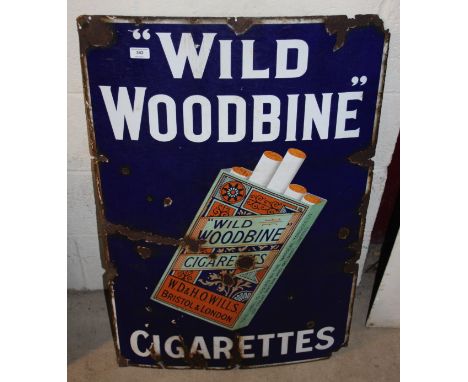 "WILD
WOODBINE"
"WILD
WOODBINE"
CIGARETTES
W.D.& H.O. WILLS.
BRISTOL & LONDON
CIGARETTES